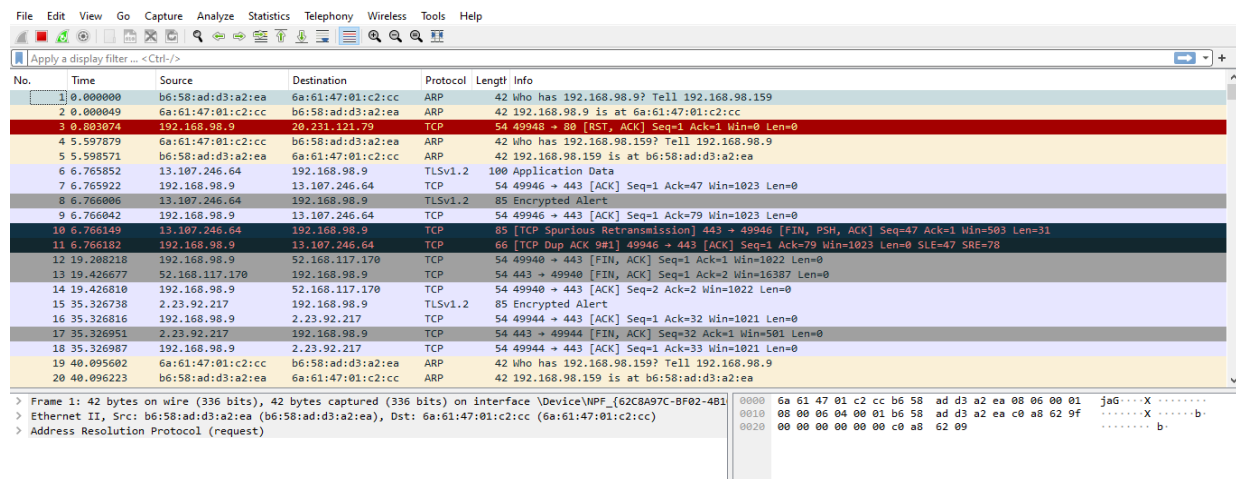 File Edit View Go Capture Analyze Statistics Telephony Wireless Tools Help
Apply a display filter ... <Ctrl-/>
No. Time Source Destination Protocol Length Info
1 0.000000 b6:58:ad:d3:a2:ea 6a:61:47:01:c2:cc ARP 42 Who has 192.168.98.9? Tell 192.168.98.159
2 0.000049 6a:61:47:01:c2:cc b6:58:ad:d3:a2:ea ARP 42 192.168.98.9 is at 6a:61:47:01:c2:cc
3 0.803074 192.168.98.9 20.231.121.79 TCP 54 49948 → 80 [RST, ACK] Seq=1 Ack=1 Win=0 Len=0
4 5.597879 6a:61:47:01:c2:cc b6:58:ad:d3:a2:ea ARP 42 Who has 192.168.98.159? Tell 192.168.98.9
5 5.598571 b6:58:ad:d3:a2:ea 6a:61:47:01:c2:cc ARP 42 192.168.98.159 is at b6:58:ad:d3:a2:ea
6 6.765852 13.107.246.64 192.168.98.9 TLSv1.2 100 Application Data
7 6.765922 192.168.98.9 13.107.246.64 TCP 54 49946 → 443 [ACK] Seq=1 Ack=47 Win=1023 Len=0
8 6.766006 13.107.246.64 192.168.98.9 TLSv1.2 85 Encrypted Alert
9 6.766042 192.168.98.9 13.107.246.64 TCP 54 49946 → 443 [ACK] Seq=1 Ack=79 Win=1023 Len=0
10 6.766149 13.107.246.64 192.168.98.9 TCP 85 [TCP Spurious Retransmission] 443 → 49946 [FIN, PSH, ACK] Seq=47 Ack=1 Win=503 Len=31
11 6.766182 192.168.98.9 13.107.246.64 TCP 66 [TCP Dup ACK 9#1] 49946 → 443 [ACK] Seq=1 Ack=79 Win=1023 Len=0 SLE=47 SRE=78
12 19.208218 192.168.98.9 52.168.117.170 TCP 54 49940 → 443 [FIN, ACK] Seq=1 Ack=1 Win=1022 Len=0
13 19.426677 52.168.117.170 192.168.98.9 TCP 54 443 → 49940 [FIN, ACK] Seq=1 Ack=2 Win=16387 Len=0
14 19.426810 192.168.98.9 52.168.117.170 TCP 54 49940 → 443 [ACK] Seq=2 Ack=2 Win=1022 Len=0
15 35.326738 2.23.92.217 192.168.98.9 TLSv1.2 85 Encrypted Alert
16 35.326816 192.168.98.9 2.23.92.217 TCP 54 49944 → 443 [ACK] Seq=1 Ack=32 Win=1021 Len=0
17 35.326951 2.23.92.217 192.168.98.9 TCP 54 443 → 49944 [FIN, ACK] Seq=32 Ack=1 Win=501 Len=0
18 35.326987 192.168.98.9 2.23.92.217 TCP 54 49944 → 443 [ACK] Seq=1 Ack=33 Win=1021 Len=0
19 40.095602 6a:61:47:01:c2:cc b6:58:ad:d3:a2:ea ARP 42 Who has 192.168.98.159? Tell 192.168.98.9
20 40.096223 b6:58:ad:d3:a2:ea 6a:61:47:01:c2:cc ARP 42 192.168.98.159 is at b6:58:ad:d3:a2:ea
> Frame 1: 42 bytes on wire (336 bits), 42 bytes captured (336 bits) on interface \Device\NPF_{62C8A97C-BF02-4B1
> Ethernet II, Src: b6:58:ad:d3:a2:ea (b6:58:ad:d3:a2:ea), Dst: 6a:61:47:01:c2:cc (6a:61:47:01:c2:cc)
> Address Resolution Protocol (request)
0000 6a 61 47 01 c2 cc b6 58 ad d3 a2 ea 08 06 00 01 jaG····X ········
0010 08 00 06 04 00 01 b6 58 ad d3 a2 ea c0 a8 62 9f ·······X ······b·
0020 00 00 00 00 00 00 c0 a8 62 09 ········ b·